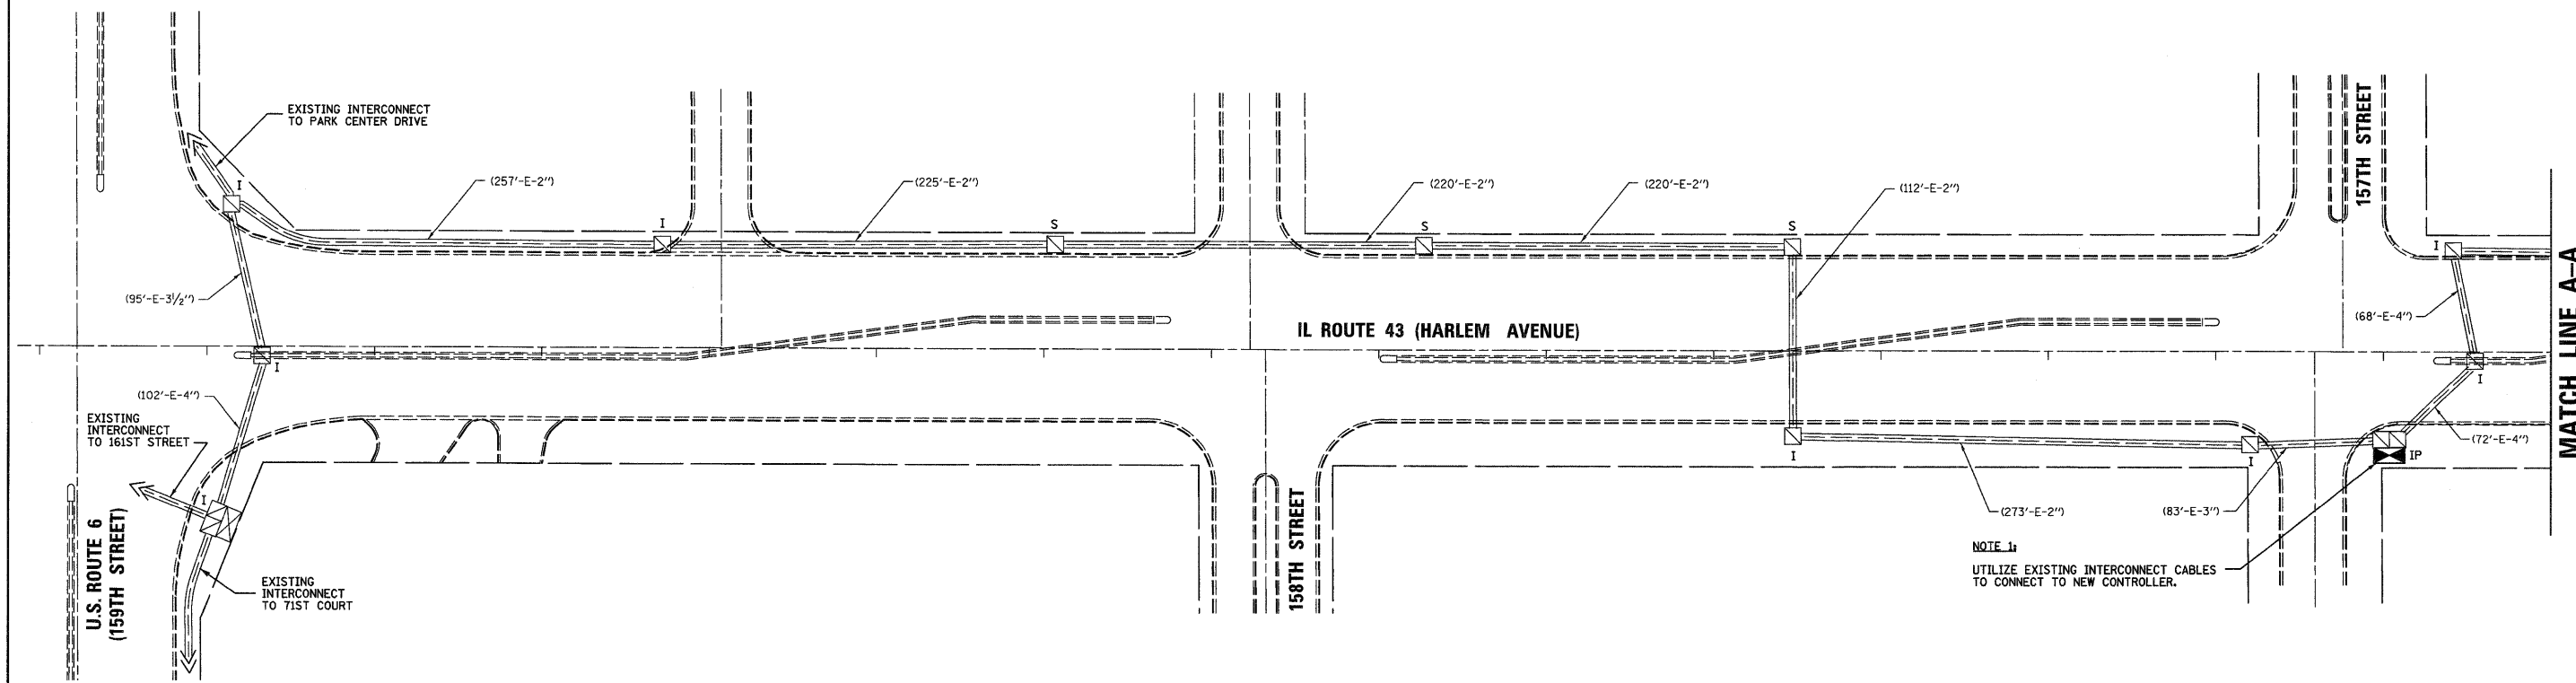 EXISTING INTERCONNECT
TO PARK CENTER DRIVE
I
(257'-E-2")
I
(225'-E-2")
S
(220'-E-2")
S
(220'-E-2")
S
(112'-E-2")
157TH STREET
I
(95'-E-3½")
I
IL ROUTE 43 (HARLEM AVENUE)
(68'-E-4")
I
MATCH LINE A-A
(102'-E-4")
EXISTING
INTERCONNECT
TO 161ST STREET
I
I
(273'-E-2")
I
(83'-E-3")
IP
(72'-E-4")
U.S. ROUTE 6
(159TH STREET)
EXISTING
INTERCONNECT
TO 71ST COURT
158TH STREET
NOTE 1:
UTILIZE EXISTING INTERCONNECT CABLES
TO CONNECT TO NEW CONTROLLER.